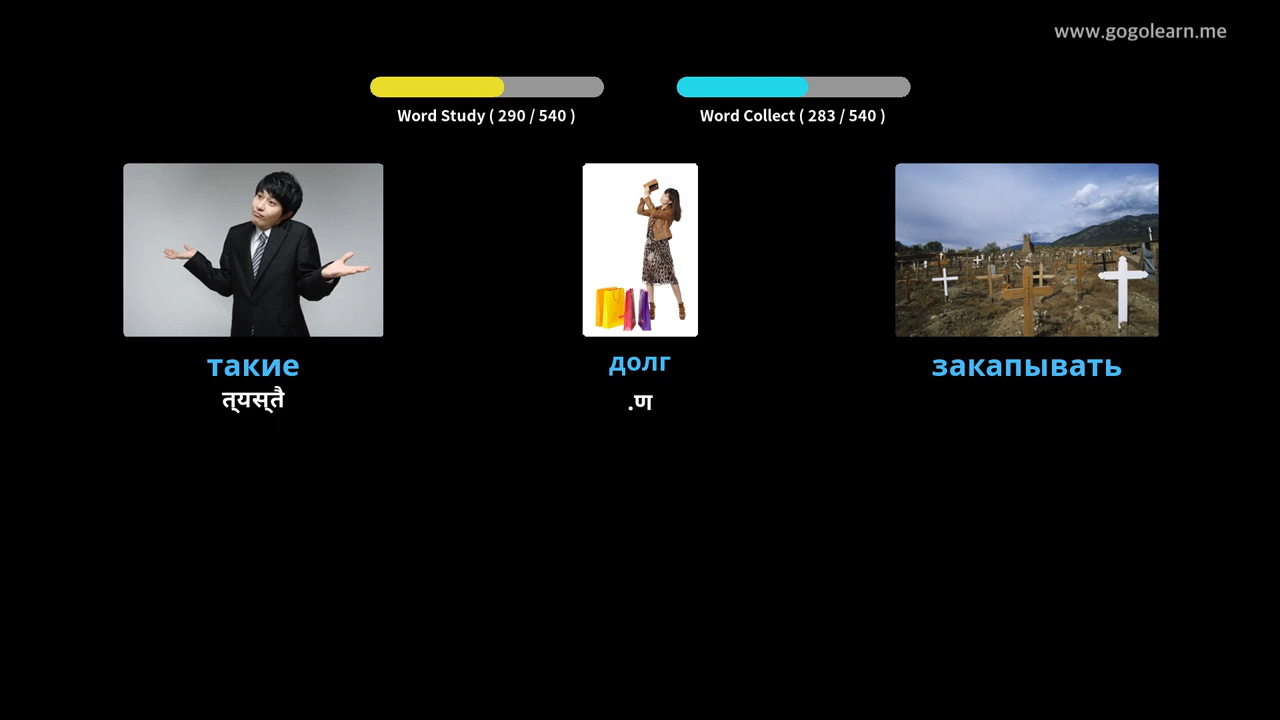 www.gogolearn.me
Word Study ( 290 / 540 )
Word Collect ( 283 / 540 )
такие
त्यस्तै
долг
.ण
закапывать